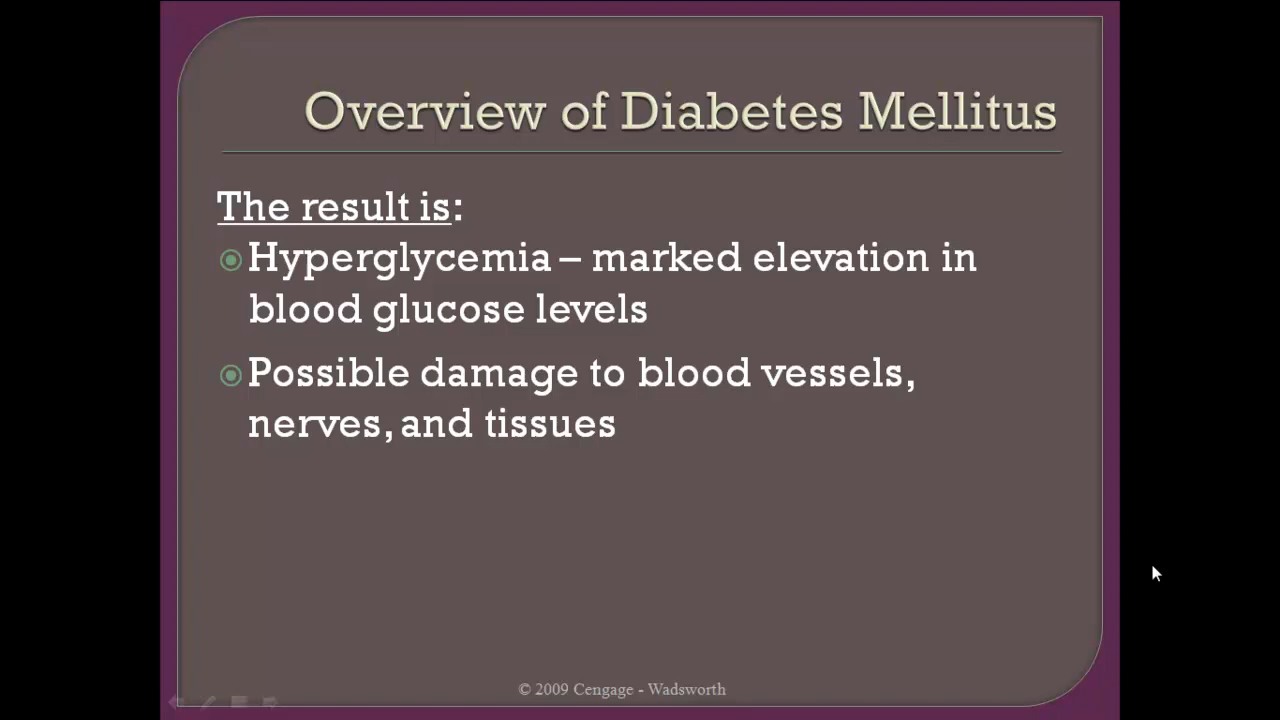 Overview of Diabetes Mellitus
The result is:
Hyperglycemia – marked elevation in
blood glucose levels
Possible damage to blood vessels,
nerves, and tissues
© 2009 Cengage - Wadsworth